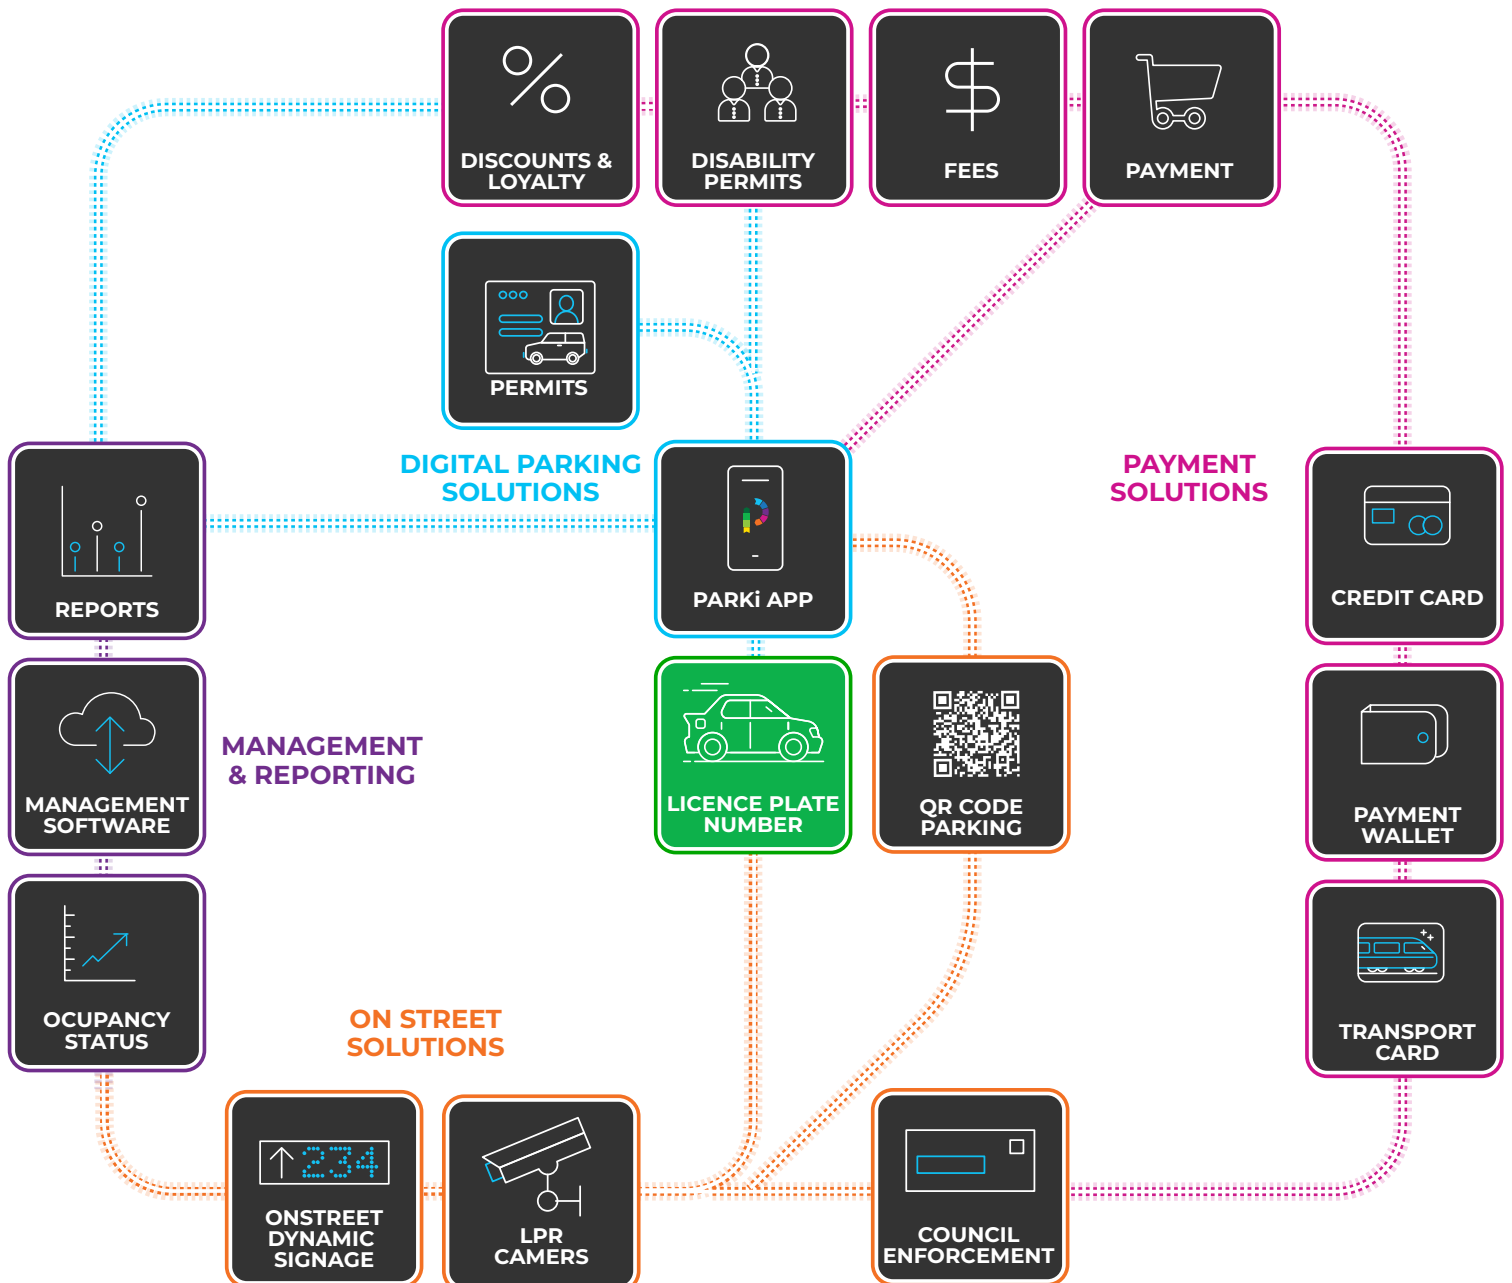 DISCOUNTS &
LOYALTY
DISABILITY
PERMITS
FEES
PAYMENT
PERMITS
DIGITAL PARKING
SOLUTIONS
PAYMENT
SOLUTIONS
REPORTS
PARKi APP
CREDIT CARD
MANAGEMENT
SOFTWARE
MANAGEMENT
& REPORTING
LICENCE PLATE
NUMBER
QR CODE
PARKING
PAYMENT
WALLET
OCUPANCY
STATUS
ON STREET
SOLUTIONS
TRANSPORT
CARD
234
ONSTREET
DYNAMIC
SIGNAGE
LPR
CAMERS
COUNCIL
ENFORCEMENT